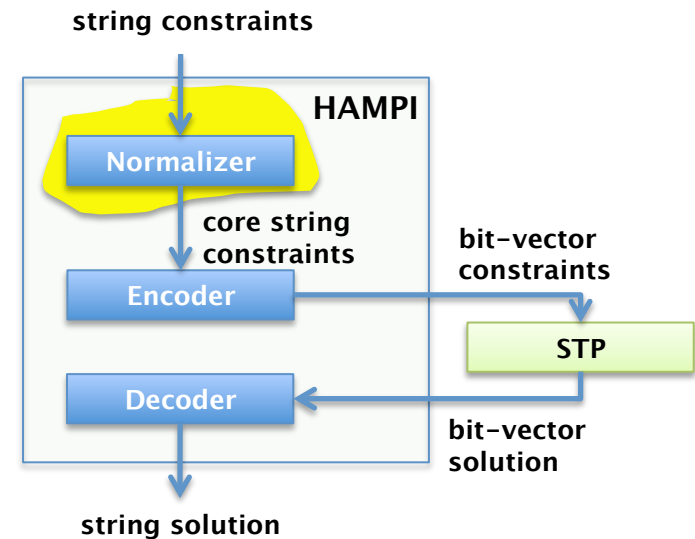 string constraints
HAMPI
Normalizer
core string
constraints
bit-vector
constraints
Encoder
STP
Decoder
bit-vector
solution
string solution